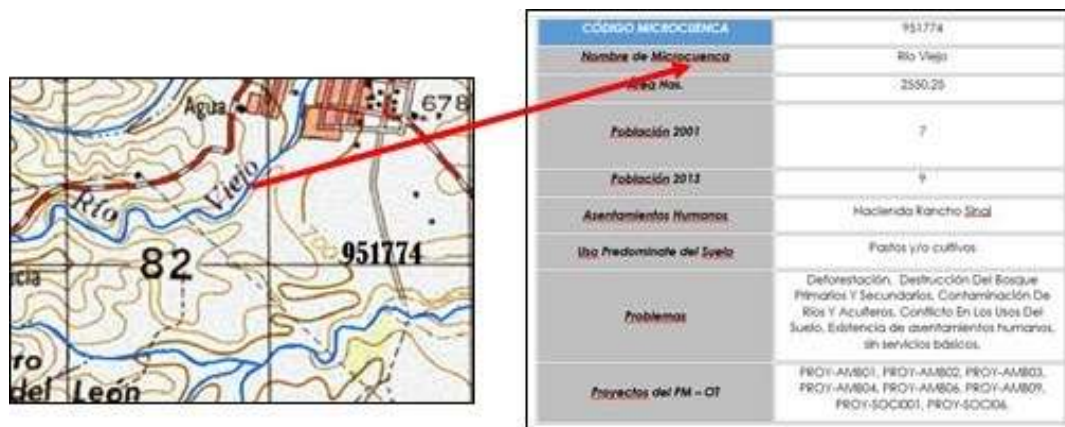 Agua
678
Río Viejo
951774
82
cia
ro
del León
CÓDIGO MICROCUENCA 951774
Nombre de Microcuenca Río Viejo
Área Has. 2550.25
Población 2001 7
Población 2013 9
Asentamientos Humanos Hacienda Rancho Sinai
Uso Predominate del Suelo Pastos y/o cultivos
Problemas
Deforestación, Destrucción Del Bosque
Primarios Y Secundarios, Contaminación De
Ríos Y Acuíferos, Conflicto En Los Usos Del
Suelo, Existencia de asentamientos humanos,
sin servicios básicos.
Proyectos del PM – OT
PROY-AMB01, PROY-AMB02, PROY-AMB03,
PROY-AMB04, PROY-AMB06, PROY-AMB09,
PROY-SOCI001, PROY-SOCI06,